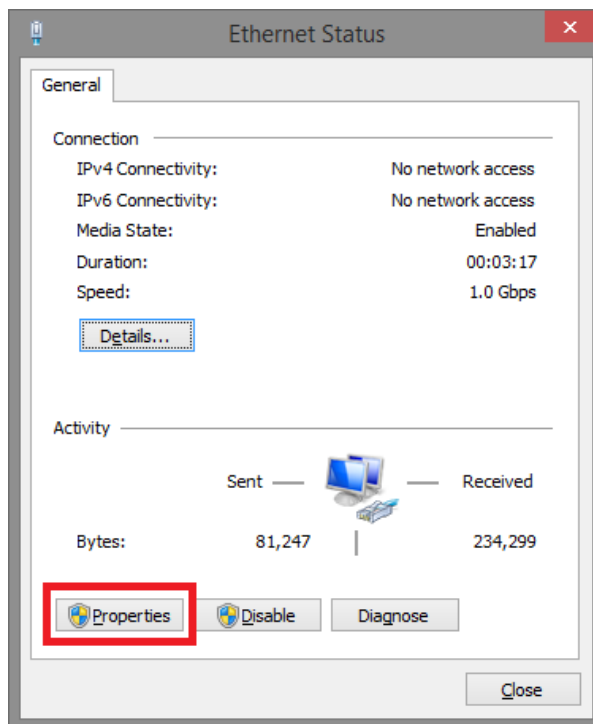 Ethernet Status
General
Connection
IPv4 Connectivity: No network access
IPv6 Connectivity: No network access
Media State: Enabled
Duration: 00:03:17
Speed: 1.0 Gbps
Details...
Activity
Sent Received
Bytes: 81,247 234,299
Properties Disable Diagnose
Close